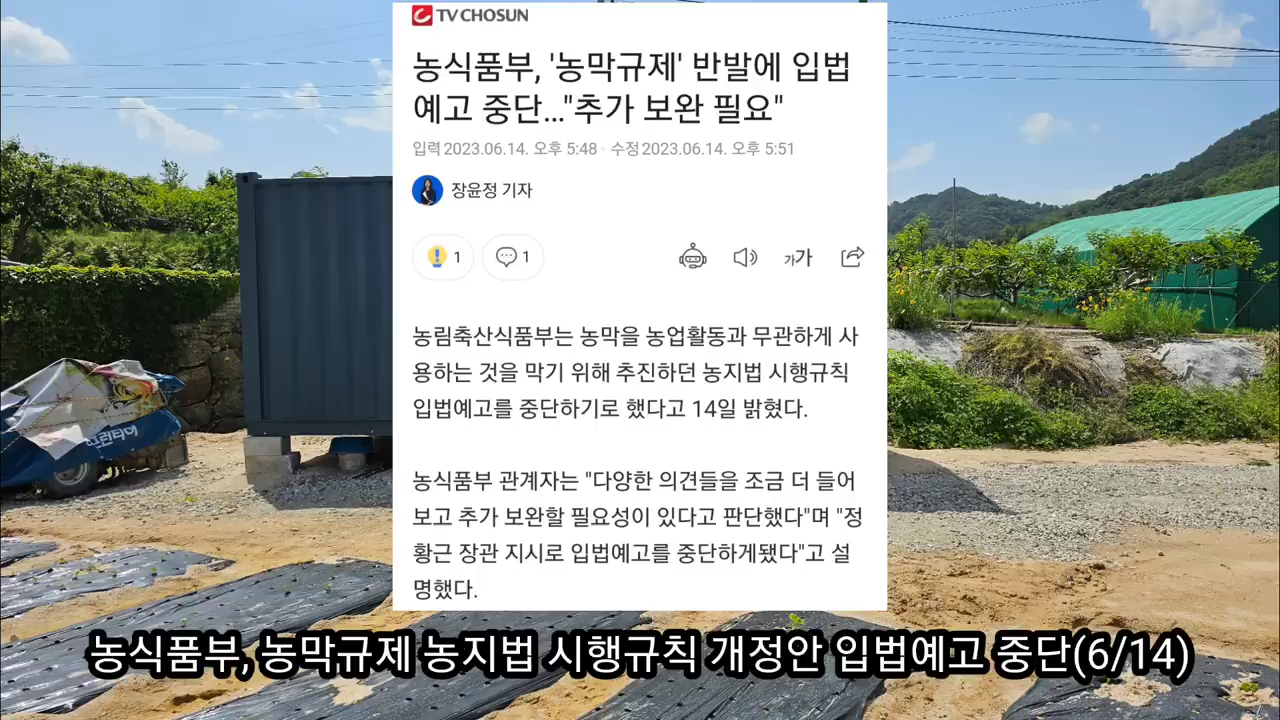 TV CHOSUN
농식품부, '농막규제' 반발에 입법
예고 중단..."추가 보완 필요"
입력 2023.06.14. 오후 5:48 · 수정 2023.06.14. 오후 5:51
장윤정 기자
1
1
가가
농림축산식품부는 농막을 농업활동과 무관하게 사
용하는 것을 막기 위해 추진하던 농지법 시행규칙
입법예고를 중단하기로 했다고 14일 밝혔다.
농식품부 관계자는 "다양한 의견들을 조금 더 들어
보고 추가 보완할 필요성이 있다고 판단했다"며 "정
황근 장관 지시로 입법예고를 중단하게됐다"고 설
명했다.
프런티어
농식품부, 농막규제 농지법 시행규칙 개정안 입법예고 중단(6/14)